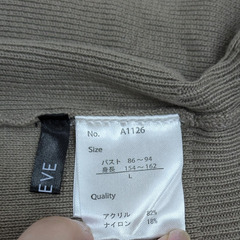 EVE
No. A1126
Size
バスト 86～94
身長 154～162
L
Quality
アクリル 82%
ナイロン 18%